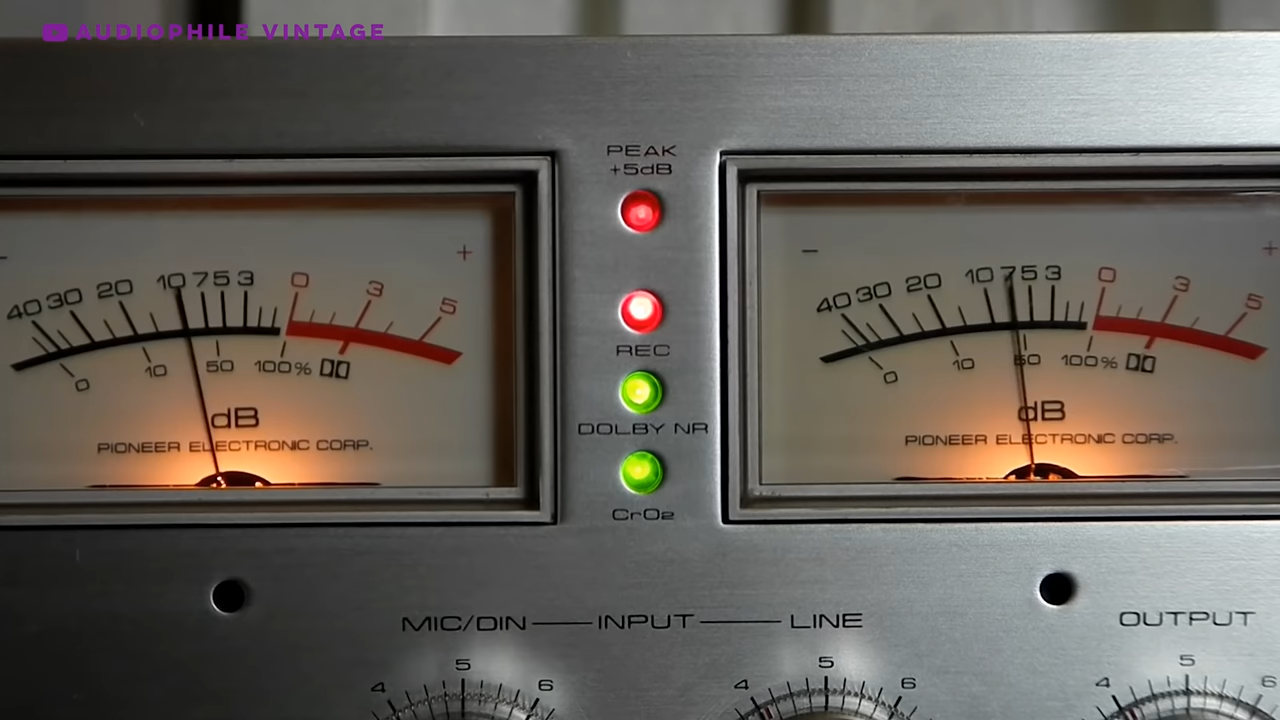 AUDIOPHILE VINTAGE
PEAK
+5dB
REC
DOLBY NR
CrO2
- +
40 30 20 10 7 5 3 0 3 5
0 10 50 100%
dB
PIONEER ELECTRONIC CORP.
- +
40 30 20 10 7 5 3 0 3 5
0 10 50 100%
dB
PIONEER ELECTRONIC CORP.
MIC/DIN INPUT LINE
OUTPUT
4 5 6
4 5 6
4 5 6